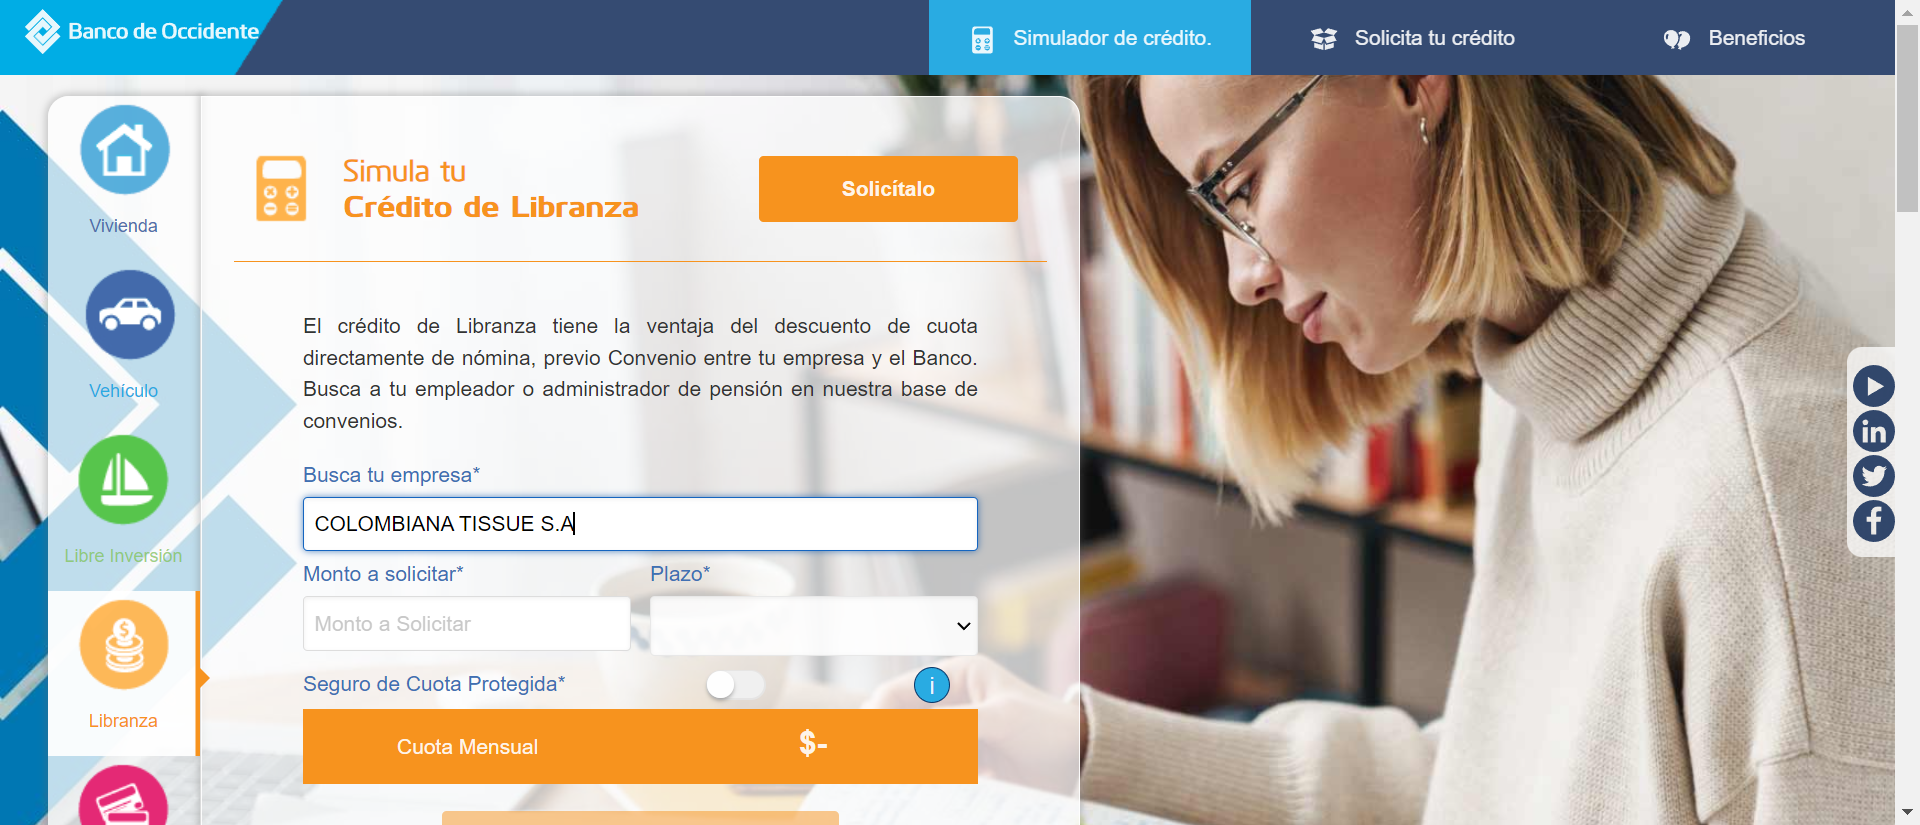 Banco de Occidente
Simulador de crédito.
Solicita tu crédito
Beneficios
Vivienda
Vehículo
Libre Inversión
Libranza
Simula tu
Crédito de Libranza
Solicítalo
El crédito de Libranza tiene la ventaja del descuento de cuota
directamente de nómina, previo Convenio entre tu empresa y el Banco.
Busca a tu empleador o administrador de pensión en nuestra base de
convenios.
Busca tu empresa*
COLOMBIANA TISSUE S.A
Monto a solicitar*
Plazo*
Monto a Solicitar
Seguro de Cuota Protegida*
i
Cuota Mensual
$-